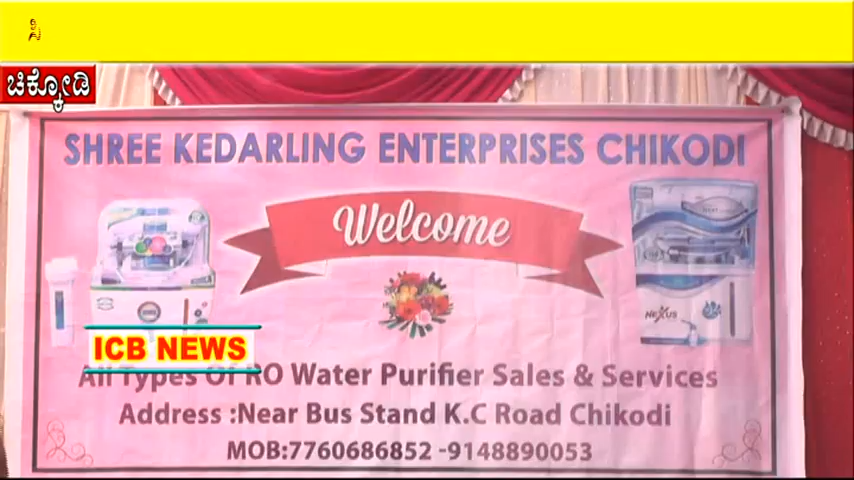 ಚಿಕ್ಕೋಡಿ
SHREE KEDARLING ENTERPRISES CHIKODI
Welcome
NEXUS
ICB NEWS
All Types Of RO Water Purifier Sales & Services
Address :Near Bus Stand K.C Road Chikodi
MOB:7760686852 -9148890053